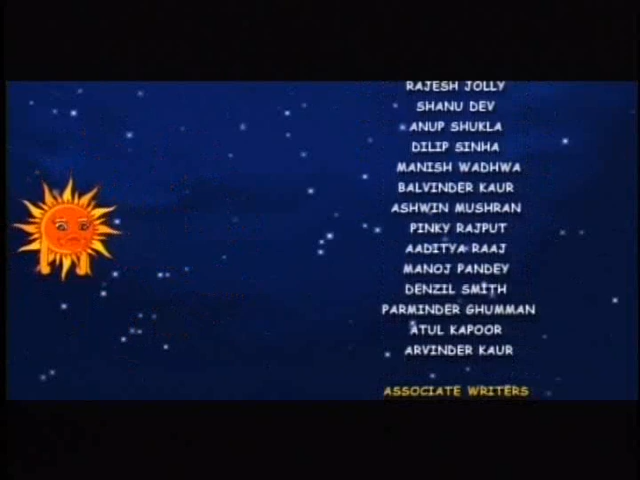 RAJESH JOLLY
SHANU DEV
ANUP SHUKLA
DILIP SINHA
MANISH WADHWA
BALVINDER KAUR
ASHWIN MUSHRAN
PINKY RAJPUT
AADITYA RAAJ
MANOJ PANDEY
DENZIL SMITH
PARMINDER GHUMMAN
ATUL KAPOOR
ARVINDER KAUR
ASSOCIATE WRITERS